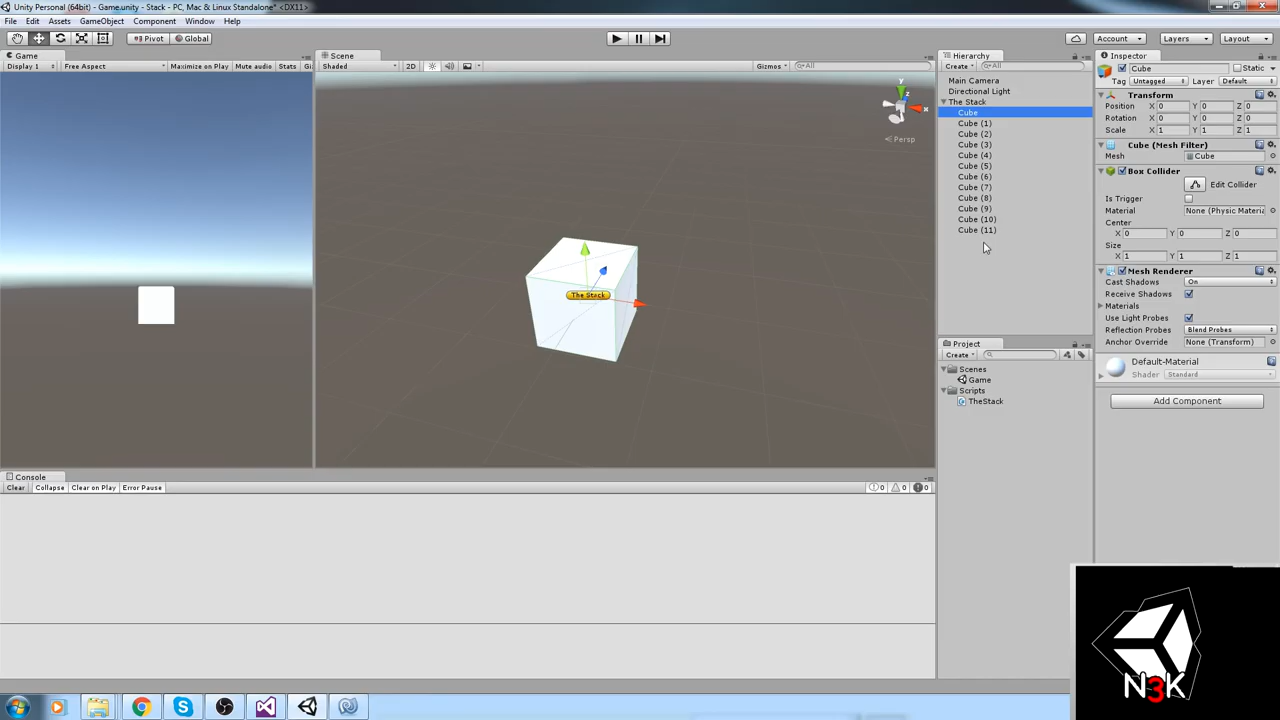 Unity Personal (64bit) - Game.unity - Stack - PC, Mac & Linux Standalone* <DX11>
File Edit Assets GameObject Component Window Help
Pivot Global Account Layers Layout
Game Scene Hierarchy Inspector
Display 1 Free Aspect Maximize on Play Mute audio Stats Gi Shaded 2D Gizmos All Create All
Cube Static
Tag Untagged Layer Default
Main Camera
Directional Light
The Stack
Cube
Cube (1)
Cube (2)
Cube (3)
Cube (4)
Cube (5)
Cube (6)
Cube (7)
Cube (8)
Cube (9)
Cube (10)
Cube (11)
y
z
x
Persp
The Stack
Transform
Position X 0 Y 0 Z 0
Rotation X 0 Y 0 Z 0
Scale X 1 Y 1 Z 1
Cube (Mesh Filter)
Mesh Cube
Box Collider
Edit Collider
Is Trigger
Material None (Physic Materia
Center
X 0 Y 0 Z 0
Size
X 1 Y 1 Z 1
Mesh Renderer
Cast Shadows On
Receive Shadows
Materials
Use Light Probes
Reflection Probes Blend Probes
Anchor Override None (Transform)
Default-Material
Shader Standard
Add Component
Project
Create
Scenes
Game
Scripts
TheStack
Console
Clear Collapse Clear on Play Error Pause 0 0 0
N3K